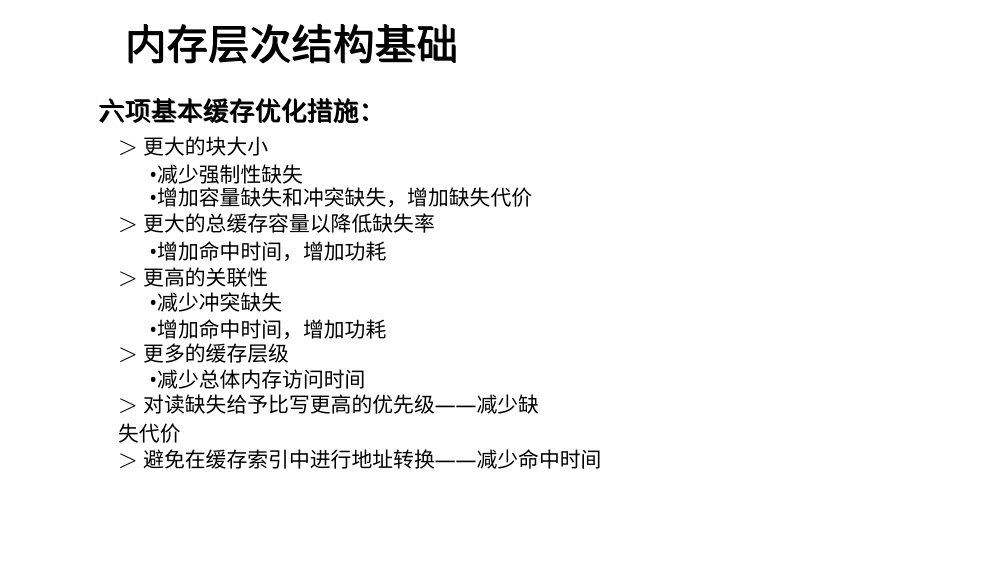 内存层次结构基础
六项基本缓存优化措施：
＞ 更大的块大小
•减少强制性缺失
•增加容量缺失和冲突缺失，增加缺失代价
＞ 更大的总缓存容量以降低缺失率
•增加命中时间，增加功耗
＞ 更高的关联性
•减少冲突缺失
•增加命中时间，增加功耗
＞ 更多的缓存层级
•减少总体内存访问时间
＞ 对读缺失给予比写更高的优先级——减少缺
失代价
＞ 避免在缓存索引中进行地址转换——减少命中时间